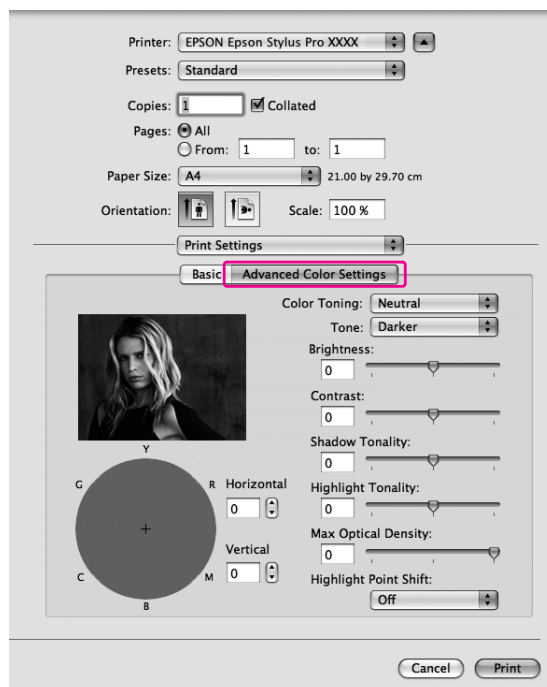 Printer: EPSON Epson Stylus Pro XXXX
Presets: Standard
Copies: 1 Collated
Pages: All
From: 1 to: 1
Paper Size: A4 21.00 by 29.70 cm
Orientation: Scale: 100 %
Print Settings
Basic Advanced Color Settings
Color Toning: Neutral
Tone: Darker
Brightness:
0
Contrast:
0
Shadow Tonality:
0
Highlight Tonality:
0
Max Optical Density:
0
Highlight Point Shift:
Off
Y
G R
C M
B
Horizontal
0
Vertical
0
Cancel Print